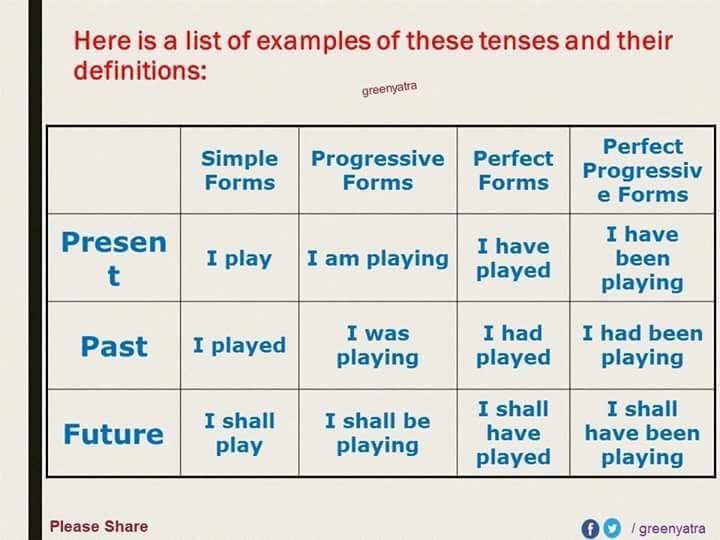 Here is a list of examples of these tenses and their
definitions:
greenyatra
Simple
Forms
Progressive
Forms
Perfect
Forms
Perfect
Progressiv
e Forms
Presen
t
I play
I am playing
I have
played
I have
been
playing
Past
I played
I was
playing
I had
played
I had been
playing
Future
I shall
play
I shall be
playing
I shall
have
played
I shall
have been
playing
Please Share
/ greenyatra